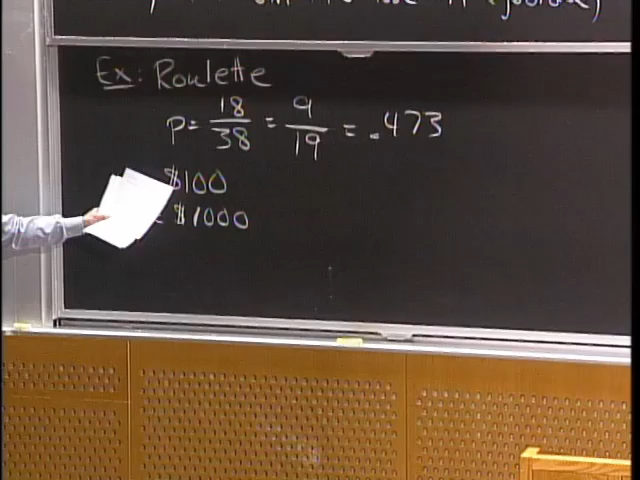 Ex: Roulette
p = 18/38 = 9/19 = .473
$100
= $1000